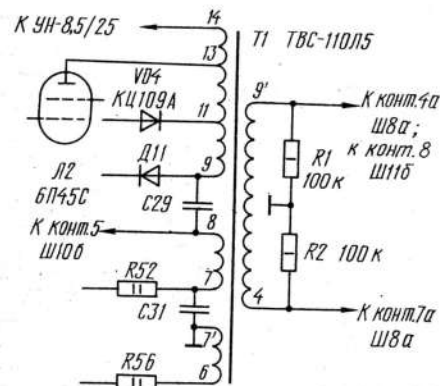 К УН-8,5/25
14
Т1 ТВС-110Л5
13
VD4
КЦ109А
11
9'
К конт.4а
Ш8а;
к конт.8
Ш11б
Д11
9
R1
100к
Л2
6П45С
С29
К конт.5
Ш10б
8
R2 100к
R52
7
4
С31
К конт.7а
Ш8а
7'
R56
6